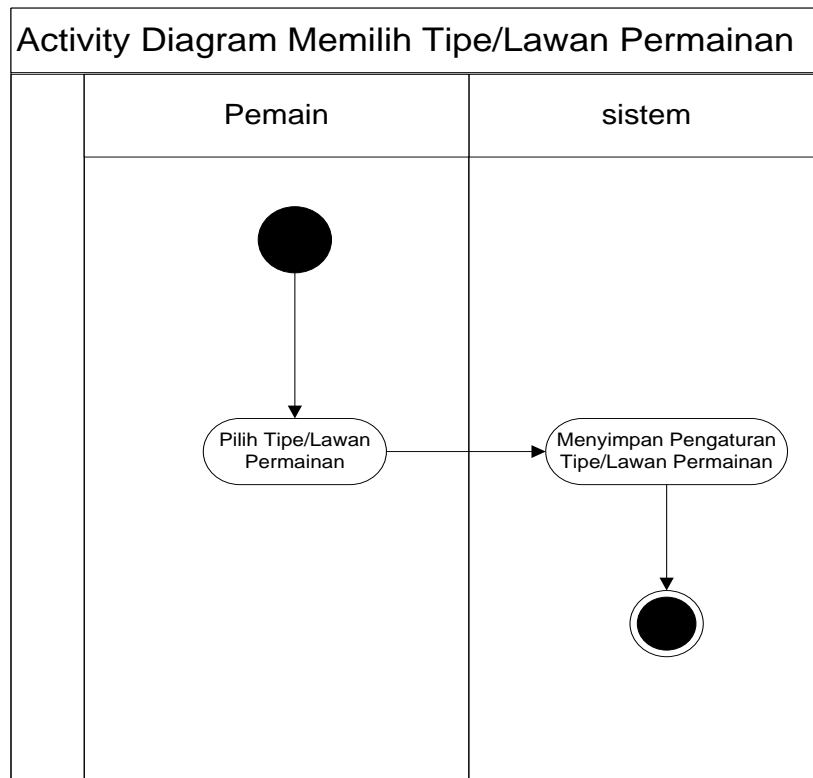 Activity Diagram Memilih Tipe/Lawan Permainan
Pemain
sistem
Pilih Tipe/Lawan
Permainan
Menyimpan Pengaturan
Tipe/Lawan Permainan